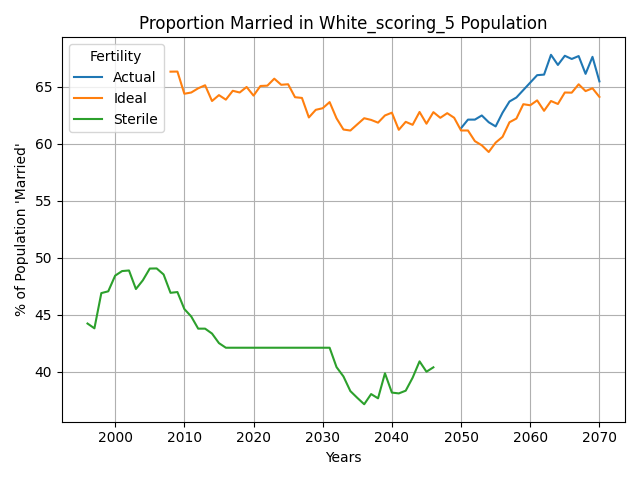 Proportion Married in White_scoring_5 Population
Fertility
Actual
Ideal
Sterile
% of Population 'Married'
65
60
55
50
45
40
2000
2010
2020
2030
2040
2050
2060
2070
Years